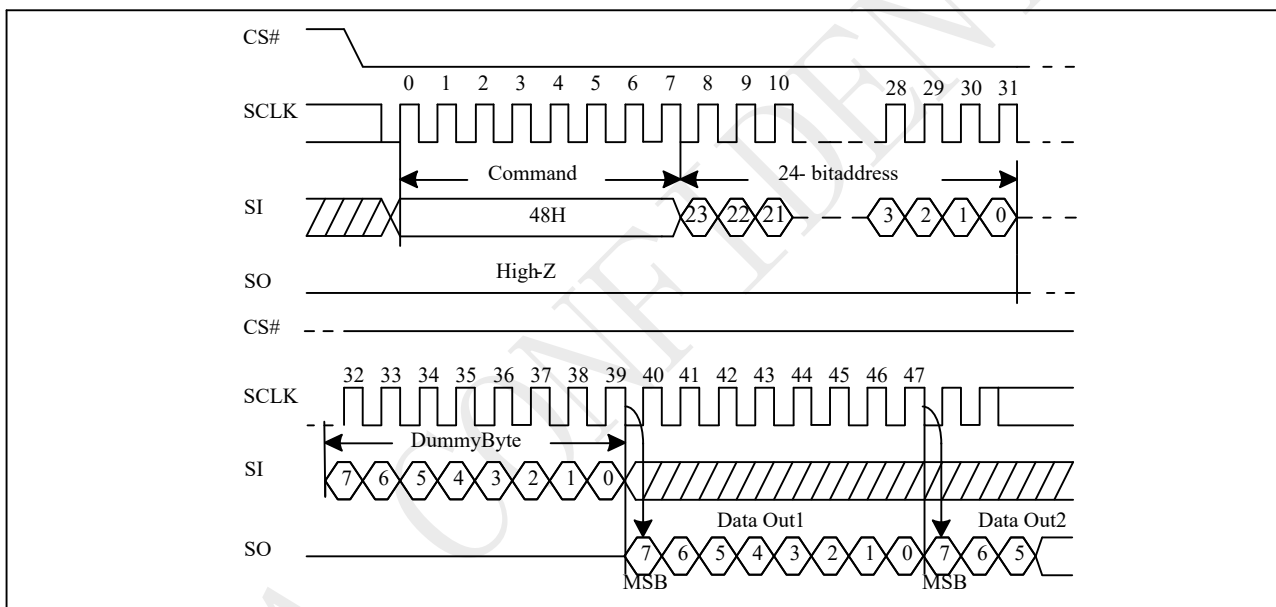 CS#
0 1 2 3 4 5 6 7 8 9 10 28 29 30 31
SCLK
Command 24- bitaddress
SI 48H 23 22 21 3 2 1 0
High-Z
SO
CS#
32 33 34 35 36 37 38 39 40 41 42 43 44 45 46 47
SCLK
DummyByte
SI 7 6 5 4 3 2 1 0
Data Out1 Data Out2
SO 7 6 5 4 3 2 1 0 7 6 5
MSB MSB